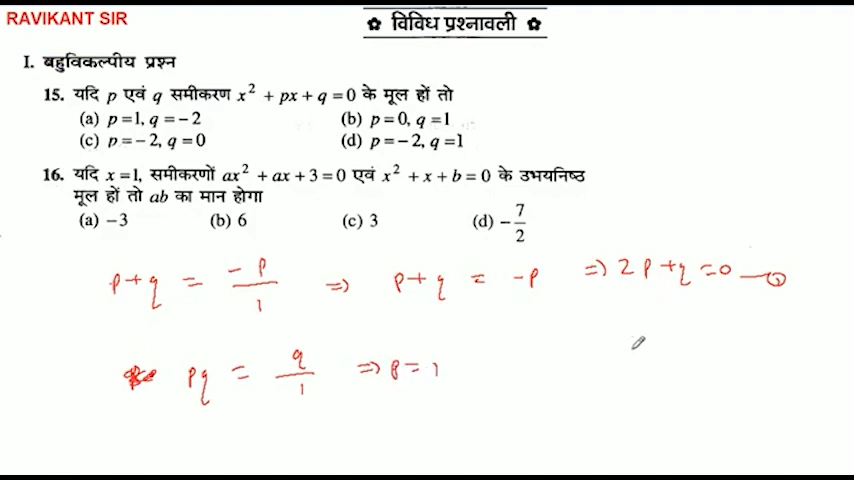 RAVIKANT SIR
✿ विविध प्रश्नावली ✿
I. बहुविकल्पीय प्रश्न
15. यदि p एवं q समीकरण x² + px + q = 0 के मूल हों तो
(a) p = 1, q = − 2 (b) p = 0, q = 1
(c) p = − 2, q = 0 (d) p = − 2, q = 1
16. यदि x = 1, समीकरणों ax² + ax + 3 = 0 एवं x² + x + b = 0 के उभयनिष्ठ
मूल हों तो ab का मान होगा
(a) −3 (b) 6 (c) 3 (d) −7/2
p+q = -p/1 ⇒ p+q = -p ⇒ 2p+q=0 —①
pq = q/1 ⇒ p = 1